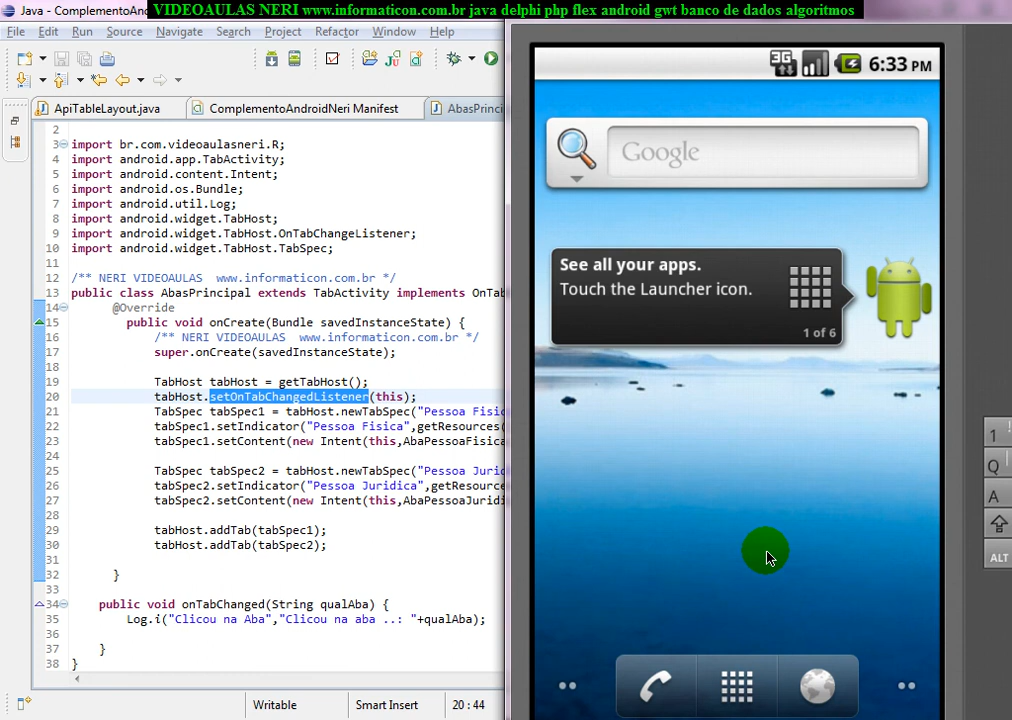 Java - ComplementoAnd
VIDEOAULAS NERI www.informaticon.com.br java delphi php flex android gwt banco de dados algoritmos
File Edit Run Source Navigate Search Project Refactor Window Help
ApiTableLayout.java
ComplementoAndroidNeri Manifest
AbasPrinci
2
3 import br.com.videoaulasneri.R;
4 import android.app.TabActivity;
5 import android.content.Intent;
6 import android.os.Bundle;
7 import android.util.Log;
8 import android.widget.TabHost;
9 import android.widget.TabHost.OnTabChangeListener;
10 import android.widget.TabHost.TabSpec;
11
12 /** NERI VIDEOAULAS www.informaticon.com.br */
13 public class AbasPrincipal extends TabActivity implements OnTab
14 @Override
15 public void onCreate(Bundle savedInstanceState) {
16 /** NERI VIDEOAULAS www.informaticon.com.br */
17 super.onCreate(savedInstanceState);
18
19 TabHost tabHost = getTabHost();
20 tabHost.setOnTabChangedListener(this);
21 TabSpec tabSpec1 = tabHost.newTabSpec("Pessoa Fisic
22 tabSpec1.setIndicator("Pessoa Fisica",getResources(
23 tabSpec1.setContent(new Intent(this,AbaPessoaFisica
24
25 TabSpec tabSpec2 = tabHost.newTabSpec("Pessoa Juri
26 tabSpec2.setIndicator("Pessoa Juridica",getResource
27 tabSpec2.setContent(new Intent(this,AbaPessoaJuridi
28
29 tabHost.addTab(tabSpec1);
30 tabHost.addTab(tabSpec2);
31
32 }
33
34 public void onTabChanged(String qualAba) {
35 Log.i("Clicou na Aba","Clicou na aba ..: "+qualAba);
36
37 }
38 }
Writable
Smart Insert
20 : 44
3G
6:33 PM
Google
See all your apps.
Touch the Launcher icon.
1 of 6
1 !
Q
A
ALT